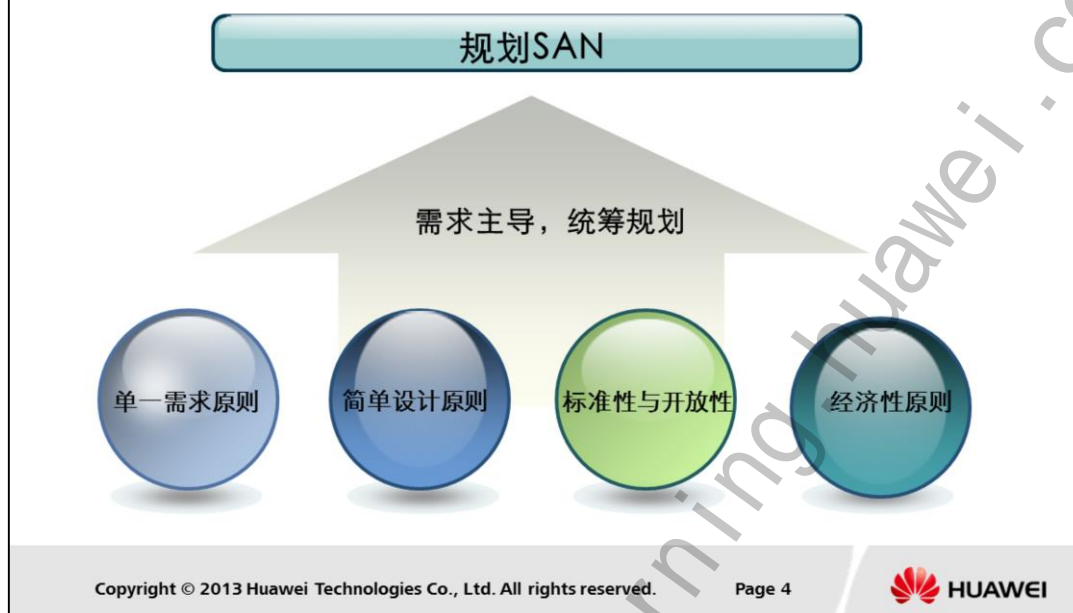 规划SAN
需求主导，统筹规划
单一需求原则
简单设计原则
标准性与开放性
经济性原则
Copyright © 2013 Huawei Technologies Co., Ltd. All rights reserved.
Page 4
HUAWEI
rning.huawei.c